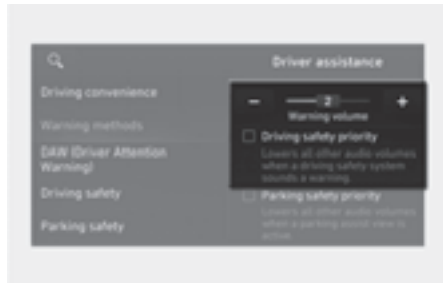 Driver assistance
Driving convenience
Warning methods
DAW (Driver Attention
Warning)
Driving safety
Parking safety
− 2 +
Warning volume
Driving safety priority
Lowers all other audio volumes
when a driving safety system
sounds a warning.
Parking safety priority
Lowers all other audio volumes
when a parking assist view is
active.